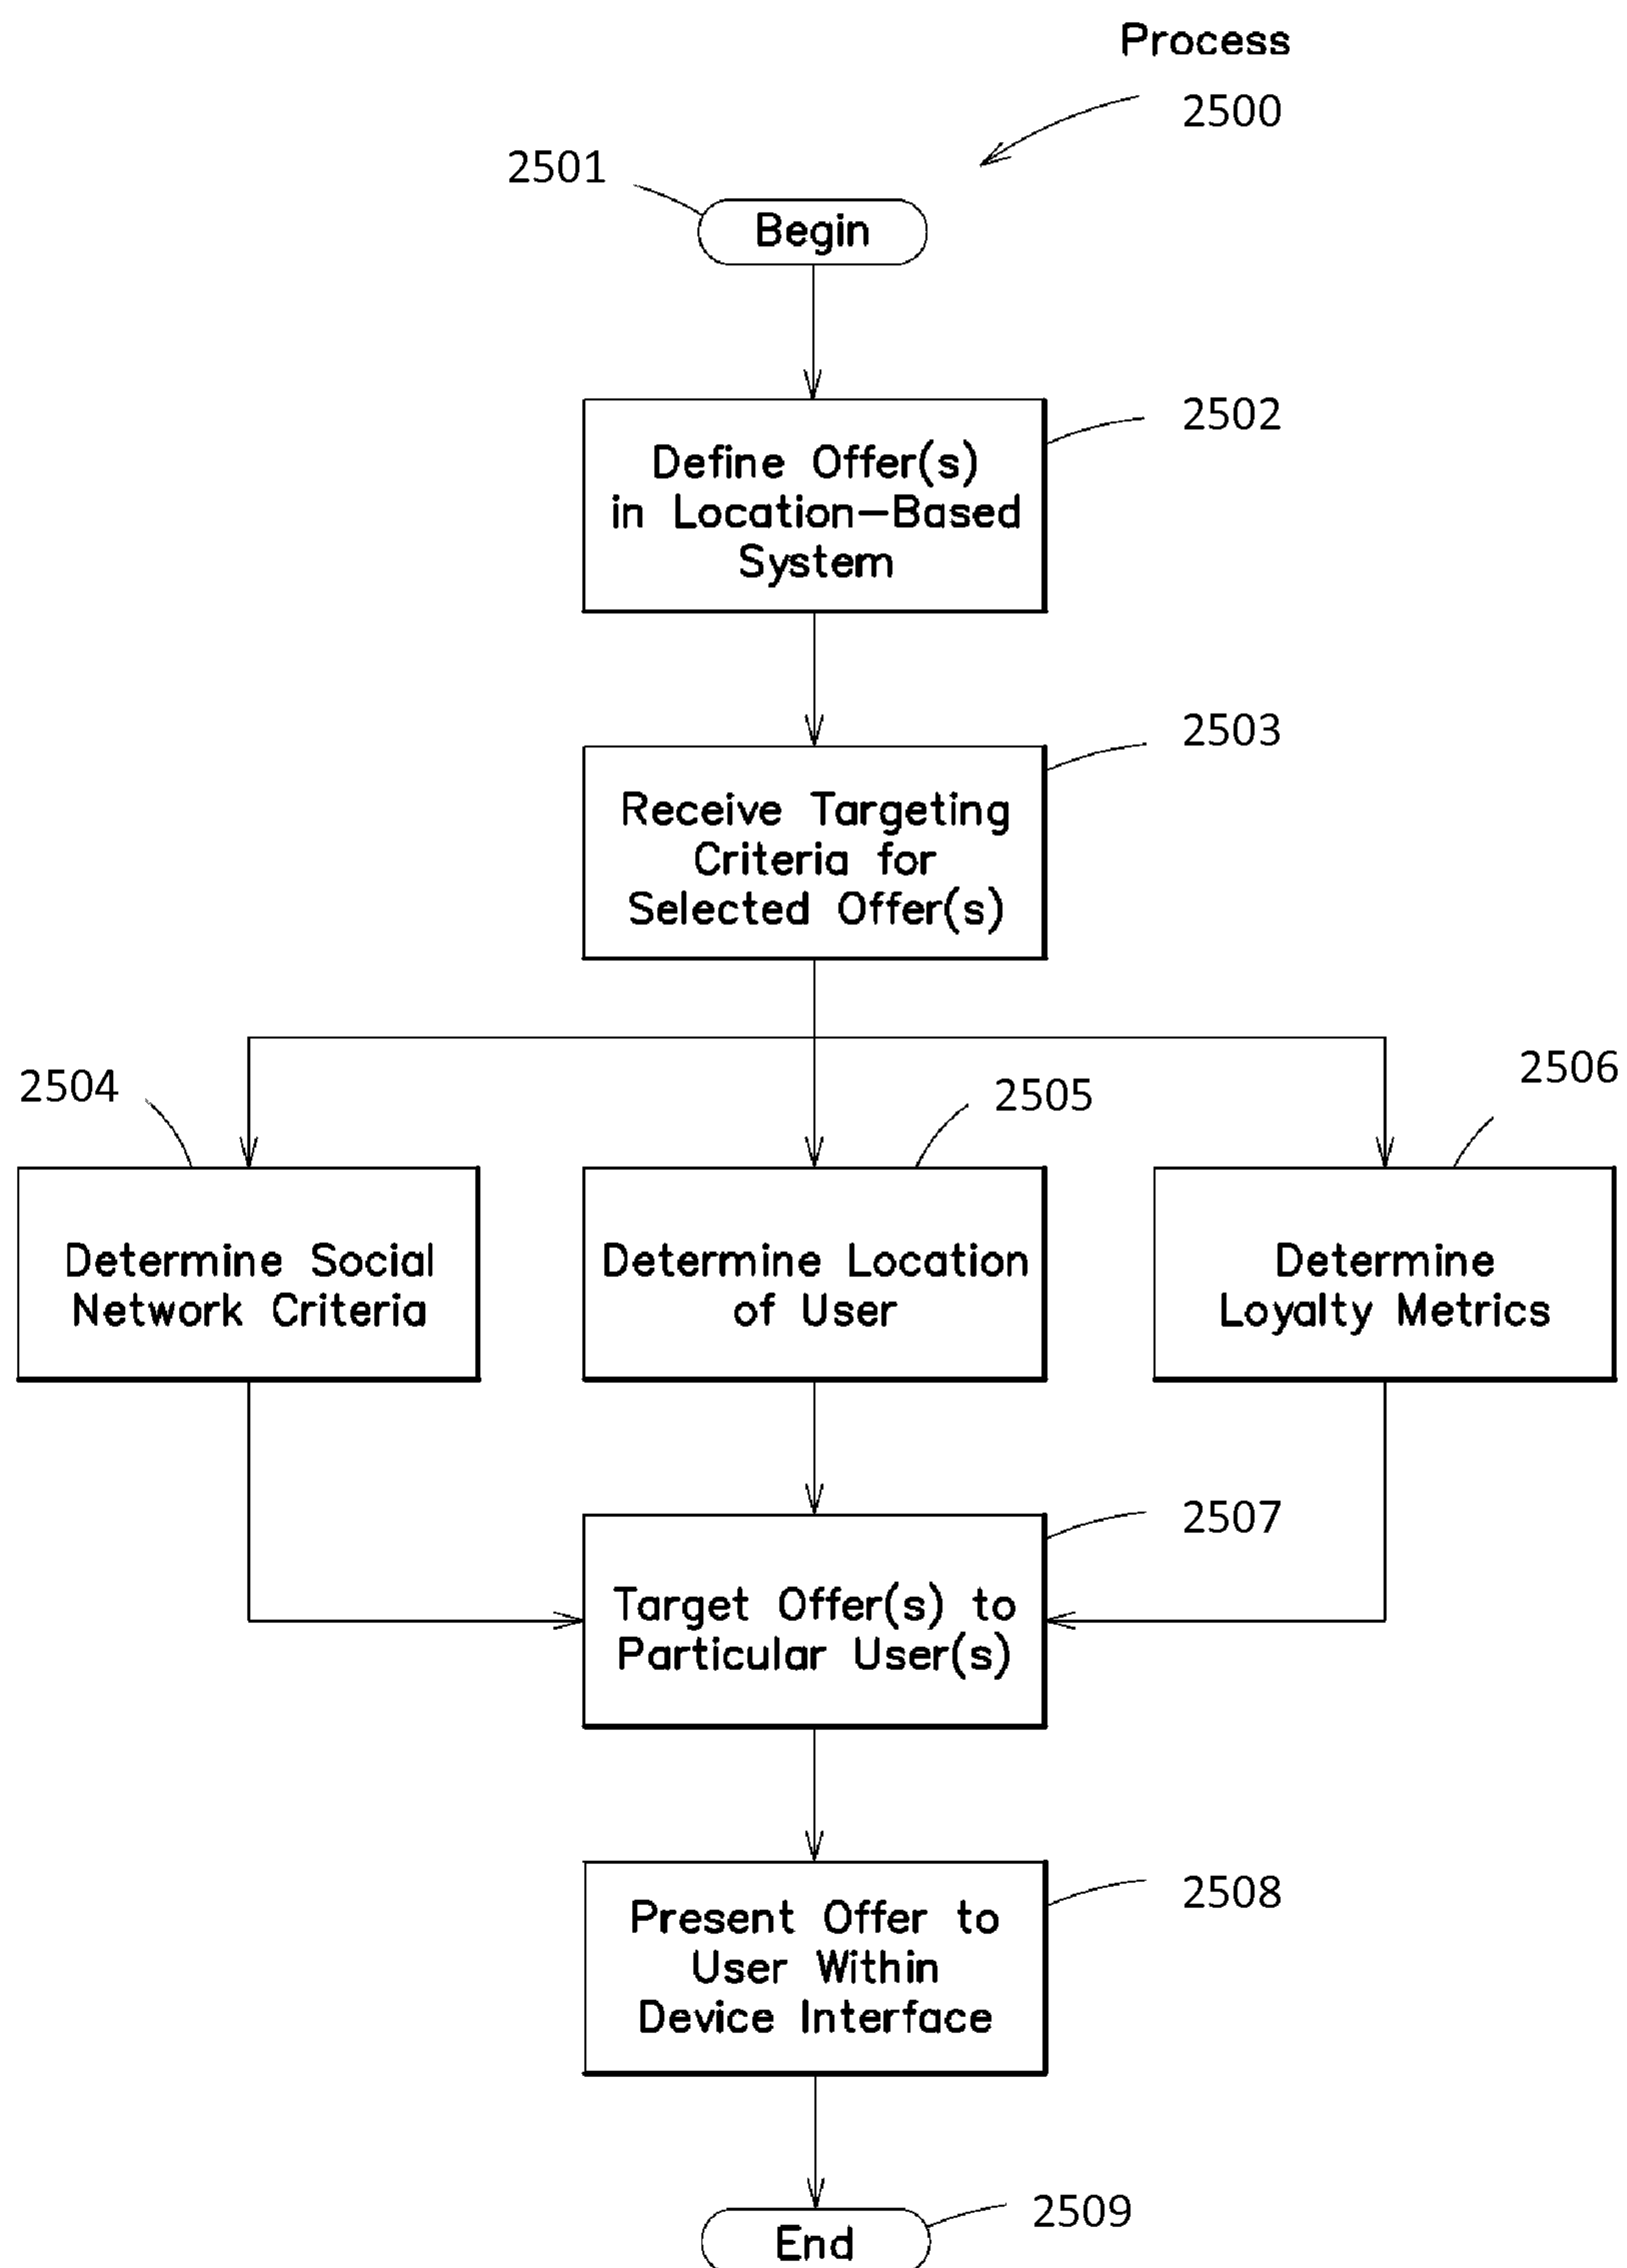 Process
2500
2501
Begin
2502
Define Offer(s)
in Location-Based
System
2503
Receive Targeting
Criteria for
Selected Offer(s)
2504
2505
2506
Determine Social
Network Criteria
Determine Location
of User
Determine
Loyalty Metrics
2507
Target Offer(s) to
Particular User(s)
2508
Present Offer to
User Within
Device Interface
2509
End